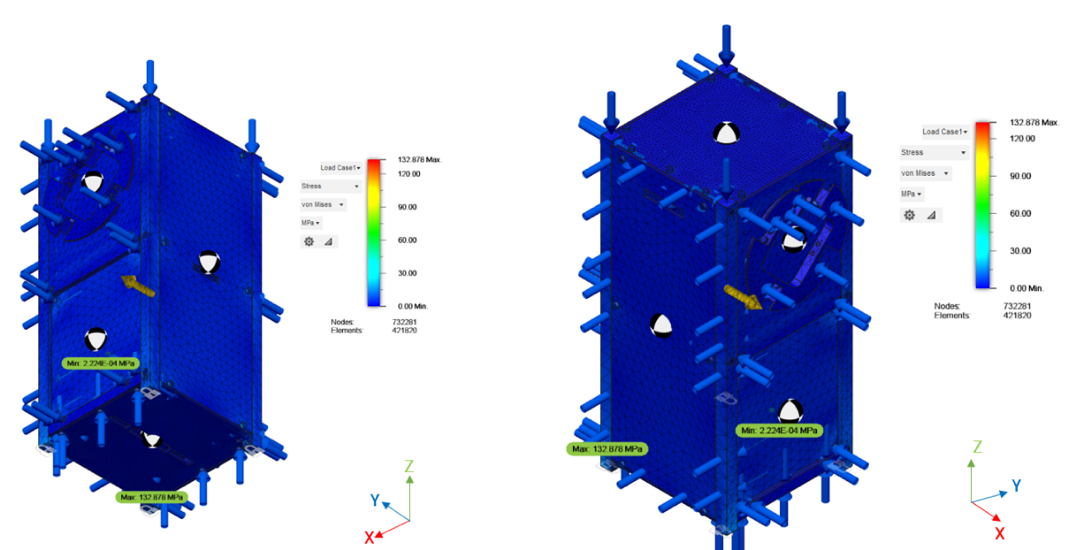 Load Case1
Stress
von Mises
MPa
132.878 Max.
120.00
90.00
60.00
30.00
0.00 Min.
Nodes: 732281
Elements: 421820
Min: 2.224E-04 MPa
Max: 132.878 MPa
Z
Y
X
Load Case1
Stress
von Mises
MPa
132.878 Max.
120.00
90.00
60.00
30.00
0.00 Min.
Nodes: 732281
Elements: 421820
Min: 2.224E-04 MPa
Max: 132.878 MPa
Z
Y
X